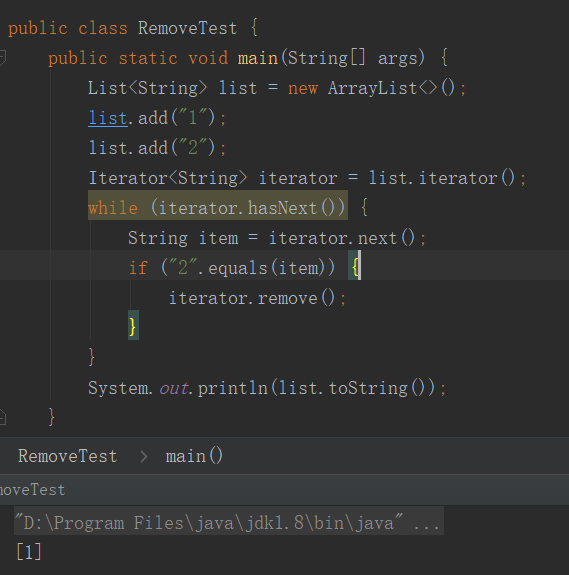 public class RemoveTest {
public static void main(String[] args) {
List<String> list = new ArrayList<>();
list.add("1");
list.add("2");
Iterator<String> iterator = list.iterator();
while (iterator.hasNext()) {
String item = iterator.next();
if ("2".equals(item)) {
iterator.remove();
}
}
System.out.println(list.toString());
}
RemoveTest > main()
moveTest
"D:\Program Files\java\jdk1.8\bin\java" ...
[1]